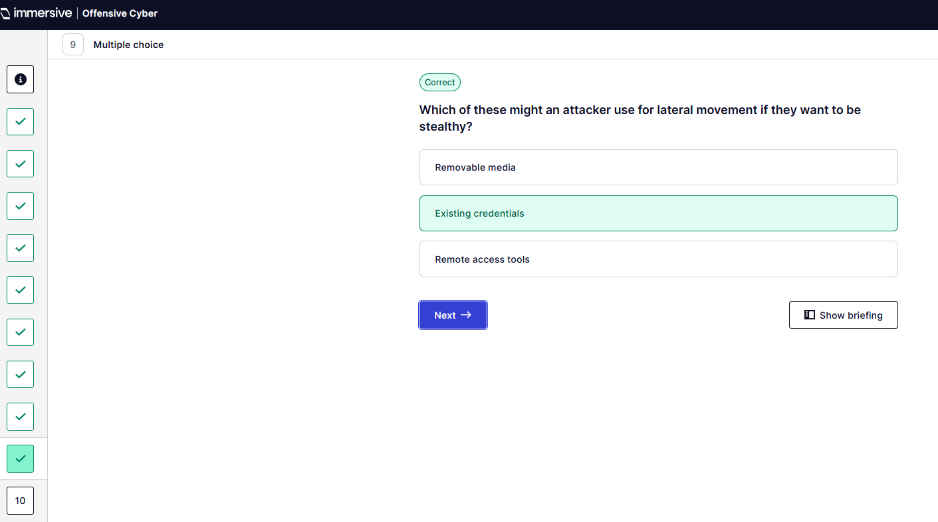 immersive | Offensive Cyber
9 Multiple choice
Correct
Which of these might an attacker use for lateral movement if they want to be
stealthy?
Removable media
Existing credentials
Remote access tools
Next →
Show briefing
10